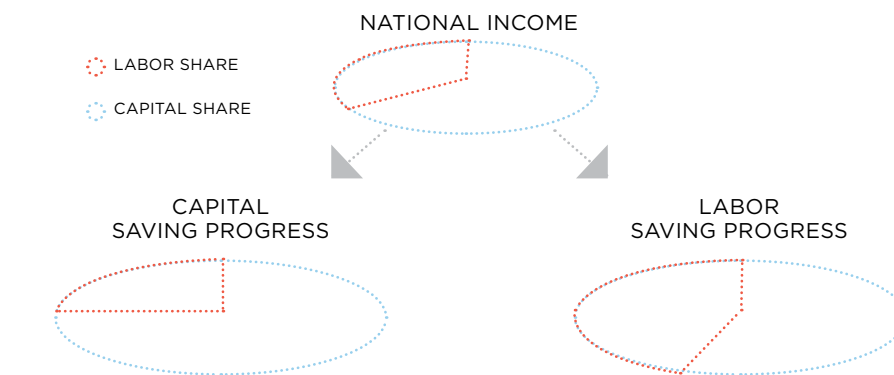 NATIONAL INCOME
LABOR SHARE
CAPITAL SHARE
CAPITAL
SAVING PROGRESS
LABOR
SAVING PROGRESS